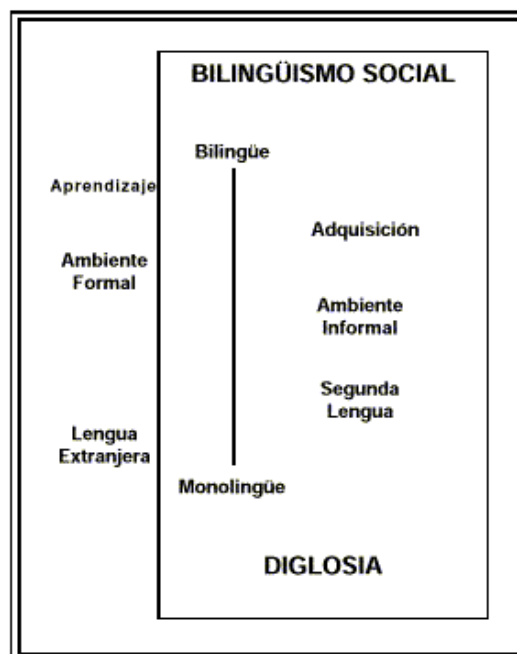 BILINGÜISMO SOCIAL
Bilingüe
Aprendizaje
Adquisición
Ambiente
Formal
Ambiente
Informal
Segunda
Lengua
Lengua
Extranjera
Monolingüe
DIGLOSIA